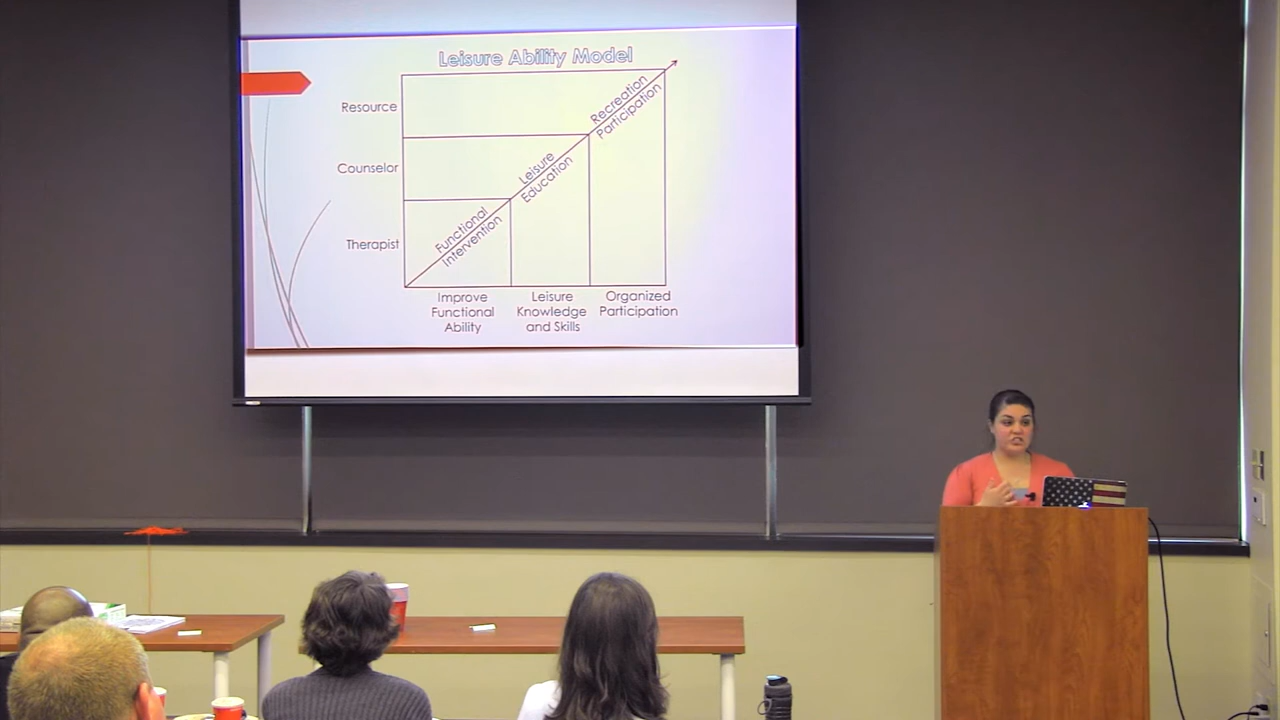 Leisure Ability Model
Resource
Recreation
Participation
Counselor
Leisure
Education
Therapist
Functional
Intervention
Improve
Functional
Ability
Leisure
Knowledge
and Skills
Organized
Participation